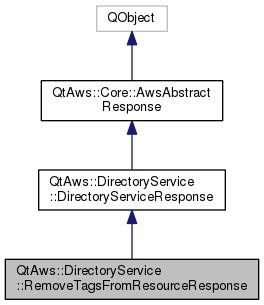 QObject
QtAws::Core::AwsAbstract
Response
QtAws::DirectoryService
::DirectoryServiceResponse
QtAws::DirectoryService
::RemoveTagsFromResourceResponse